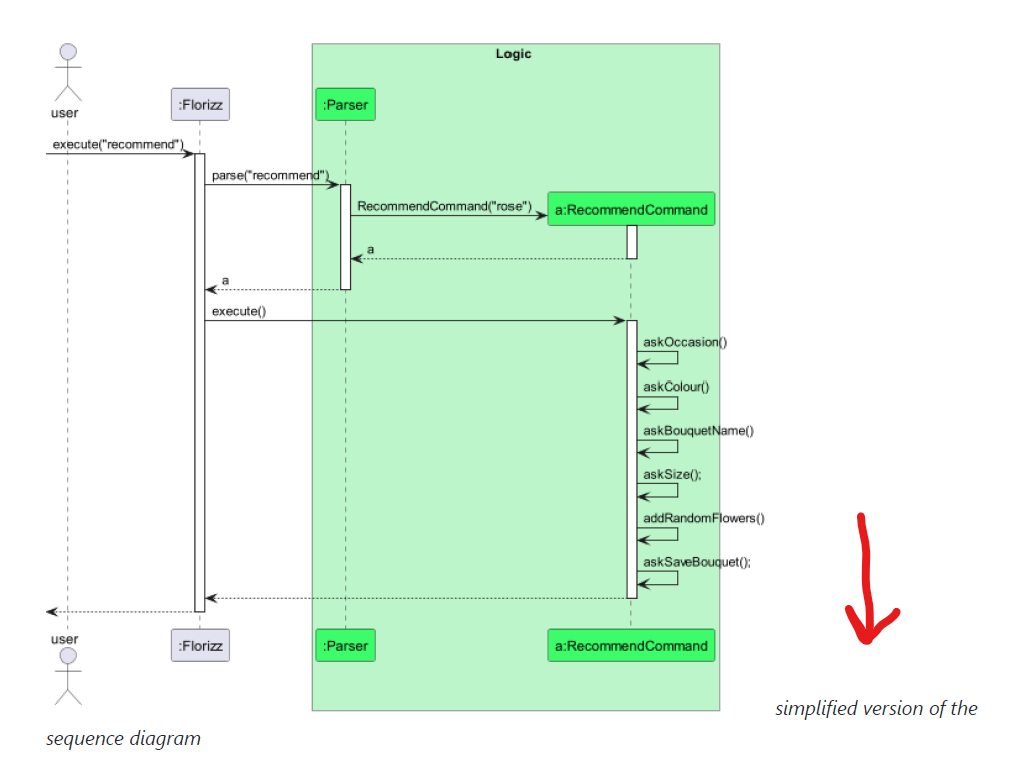 Logic
user
:Florizz
:Parser
execute("recommend")
parse("recommend")
RecommendCommand("rose")
a:RecommendCommand
a
a
execute()
askOccasion()
askColour()
askBouquetName()
askSize();
addRandomFlowers()
askSaveBouquet();
user
:Florizz
:Parser
a:RecommendCommand
simplified version of the
sequence diagram